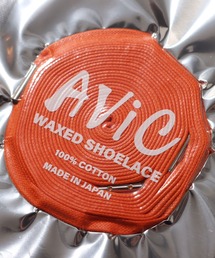 AViC
WAXED SHOELACE
100% COTTON
MADE IN JAPAN